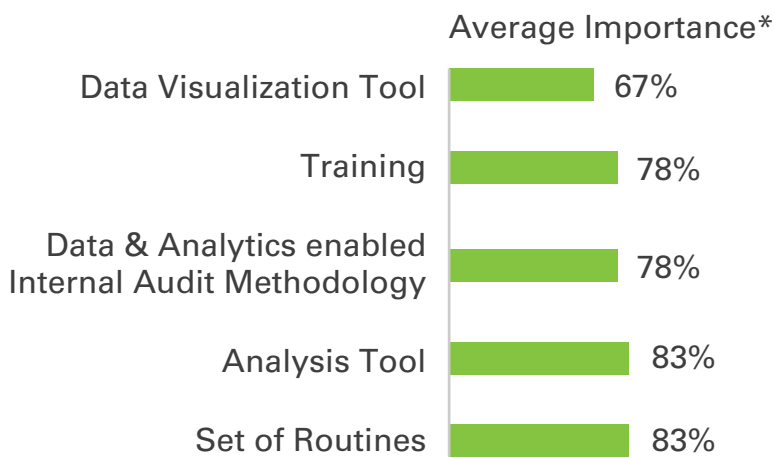 Average Importance*
Data Visualization Tool 67%
Training 78%
Data & Analytics enabled
Internal Audit Methodology 78%
Analysis Tool 83%
Set of Routines 83%